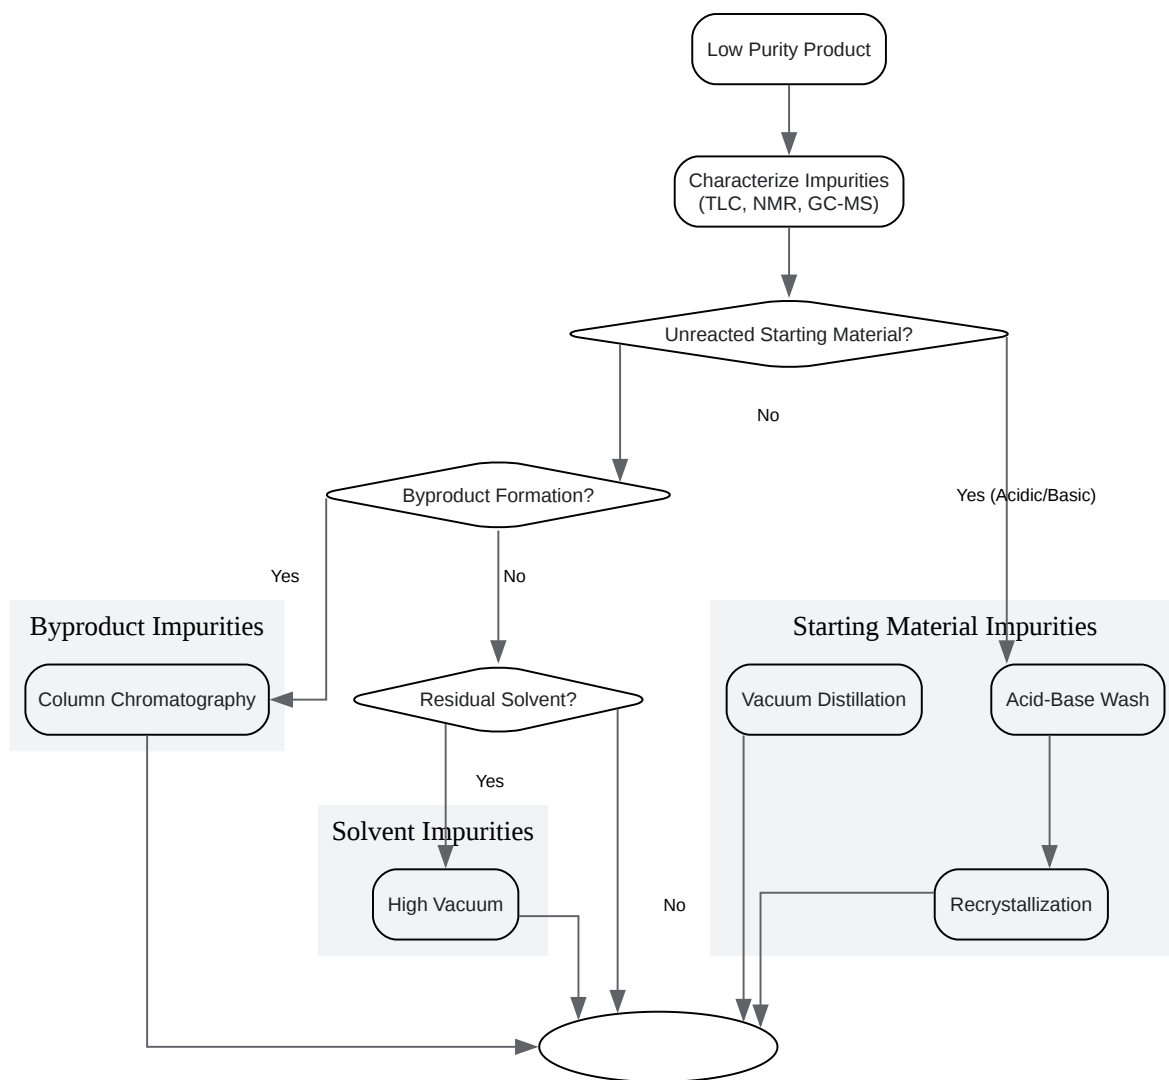 Low Purity Product
Characterize Impurities
(TLC, NMR, GC-MS)
Unreacted Starting Material?
No
Byproduct Formation?
Yes (Acidic/Basic)
Yes
No
Byproduct Impurities
Starting Material Impurities
Column Chromatography
Residual Solvent?
Vacuum Distillation
Acid-Base Wash
Yes
Solvent Impurities
High Vacuum
No
Recrystallization